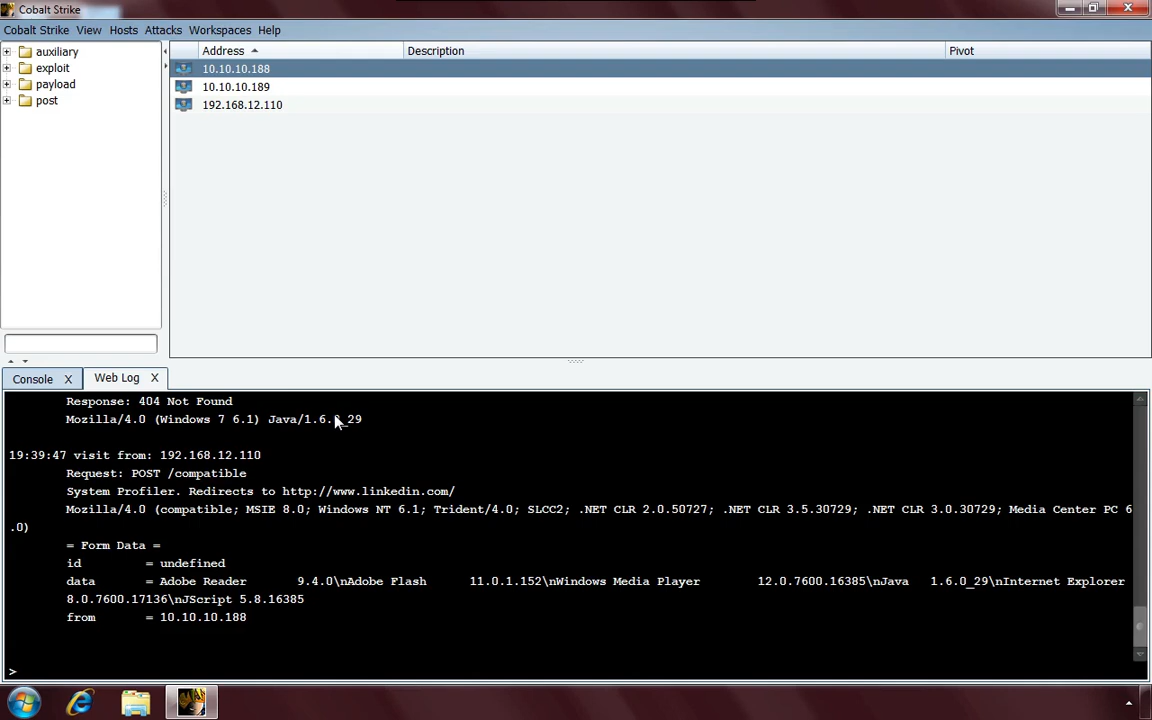 Cobalt Strike
Cobalt Strike View Hosts Attacks Workspaces Help
auxiliary
exploit
payload
post
Address Description Pivot
10.10.10.188
10.10.10.189
192.168.12.110
Console X Web Log X
Response: 404 Not Found
Mozilla/4.0 (Windows 7 6.1) Java/1.6.0_29
19:39:47 visit from: 192.168.12.110
Request: POST /compatible
System Profiler. Redirects to http://www.linkedin.com/
Mozilla/4.0 (compatible; MSIE 8.0; Windows NT 6.1; Trident/4.0; SLCC2; .NET CLR 2.0.50727; .NET CLR 3.5.30729; .NET CLR 3.0.30729; Media Center PC 6
.0)
= Form Data =
id = undefined
data = Adobe Reader 9.4.0\nAdobe Flash 11.0.1.152\nWindows Media Player 12.0.7600.16385\nJava 1.6.0_29\nInternet Explorer
8.0.7600.17136\nJScript 5.8.16385
from = 10.10.10.188
>